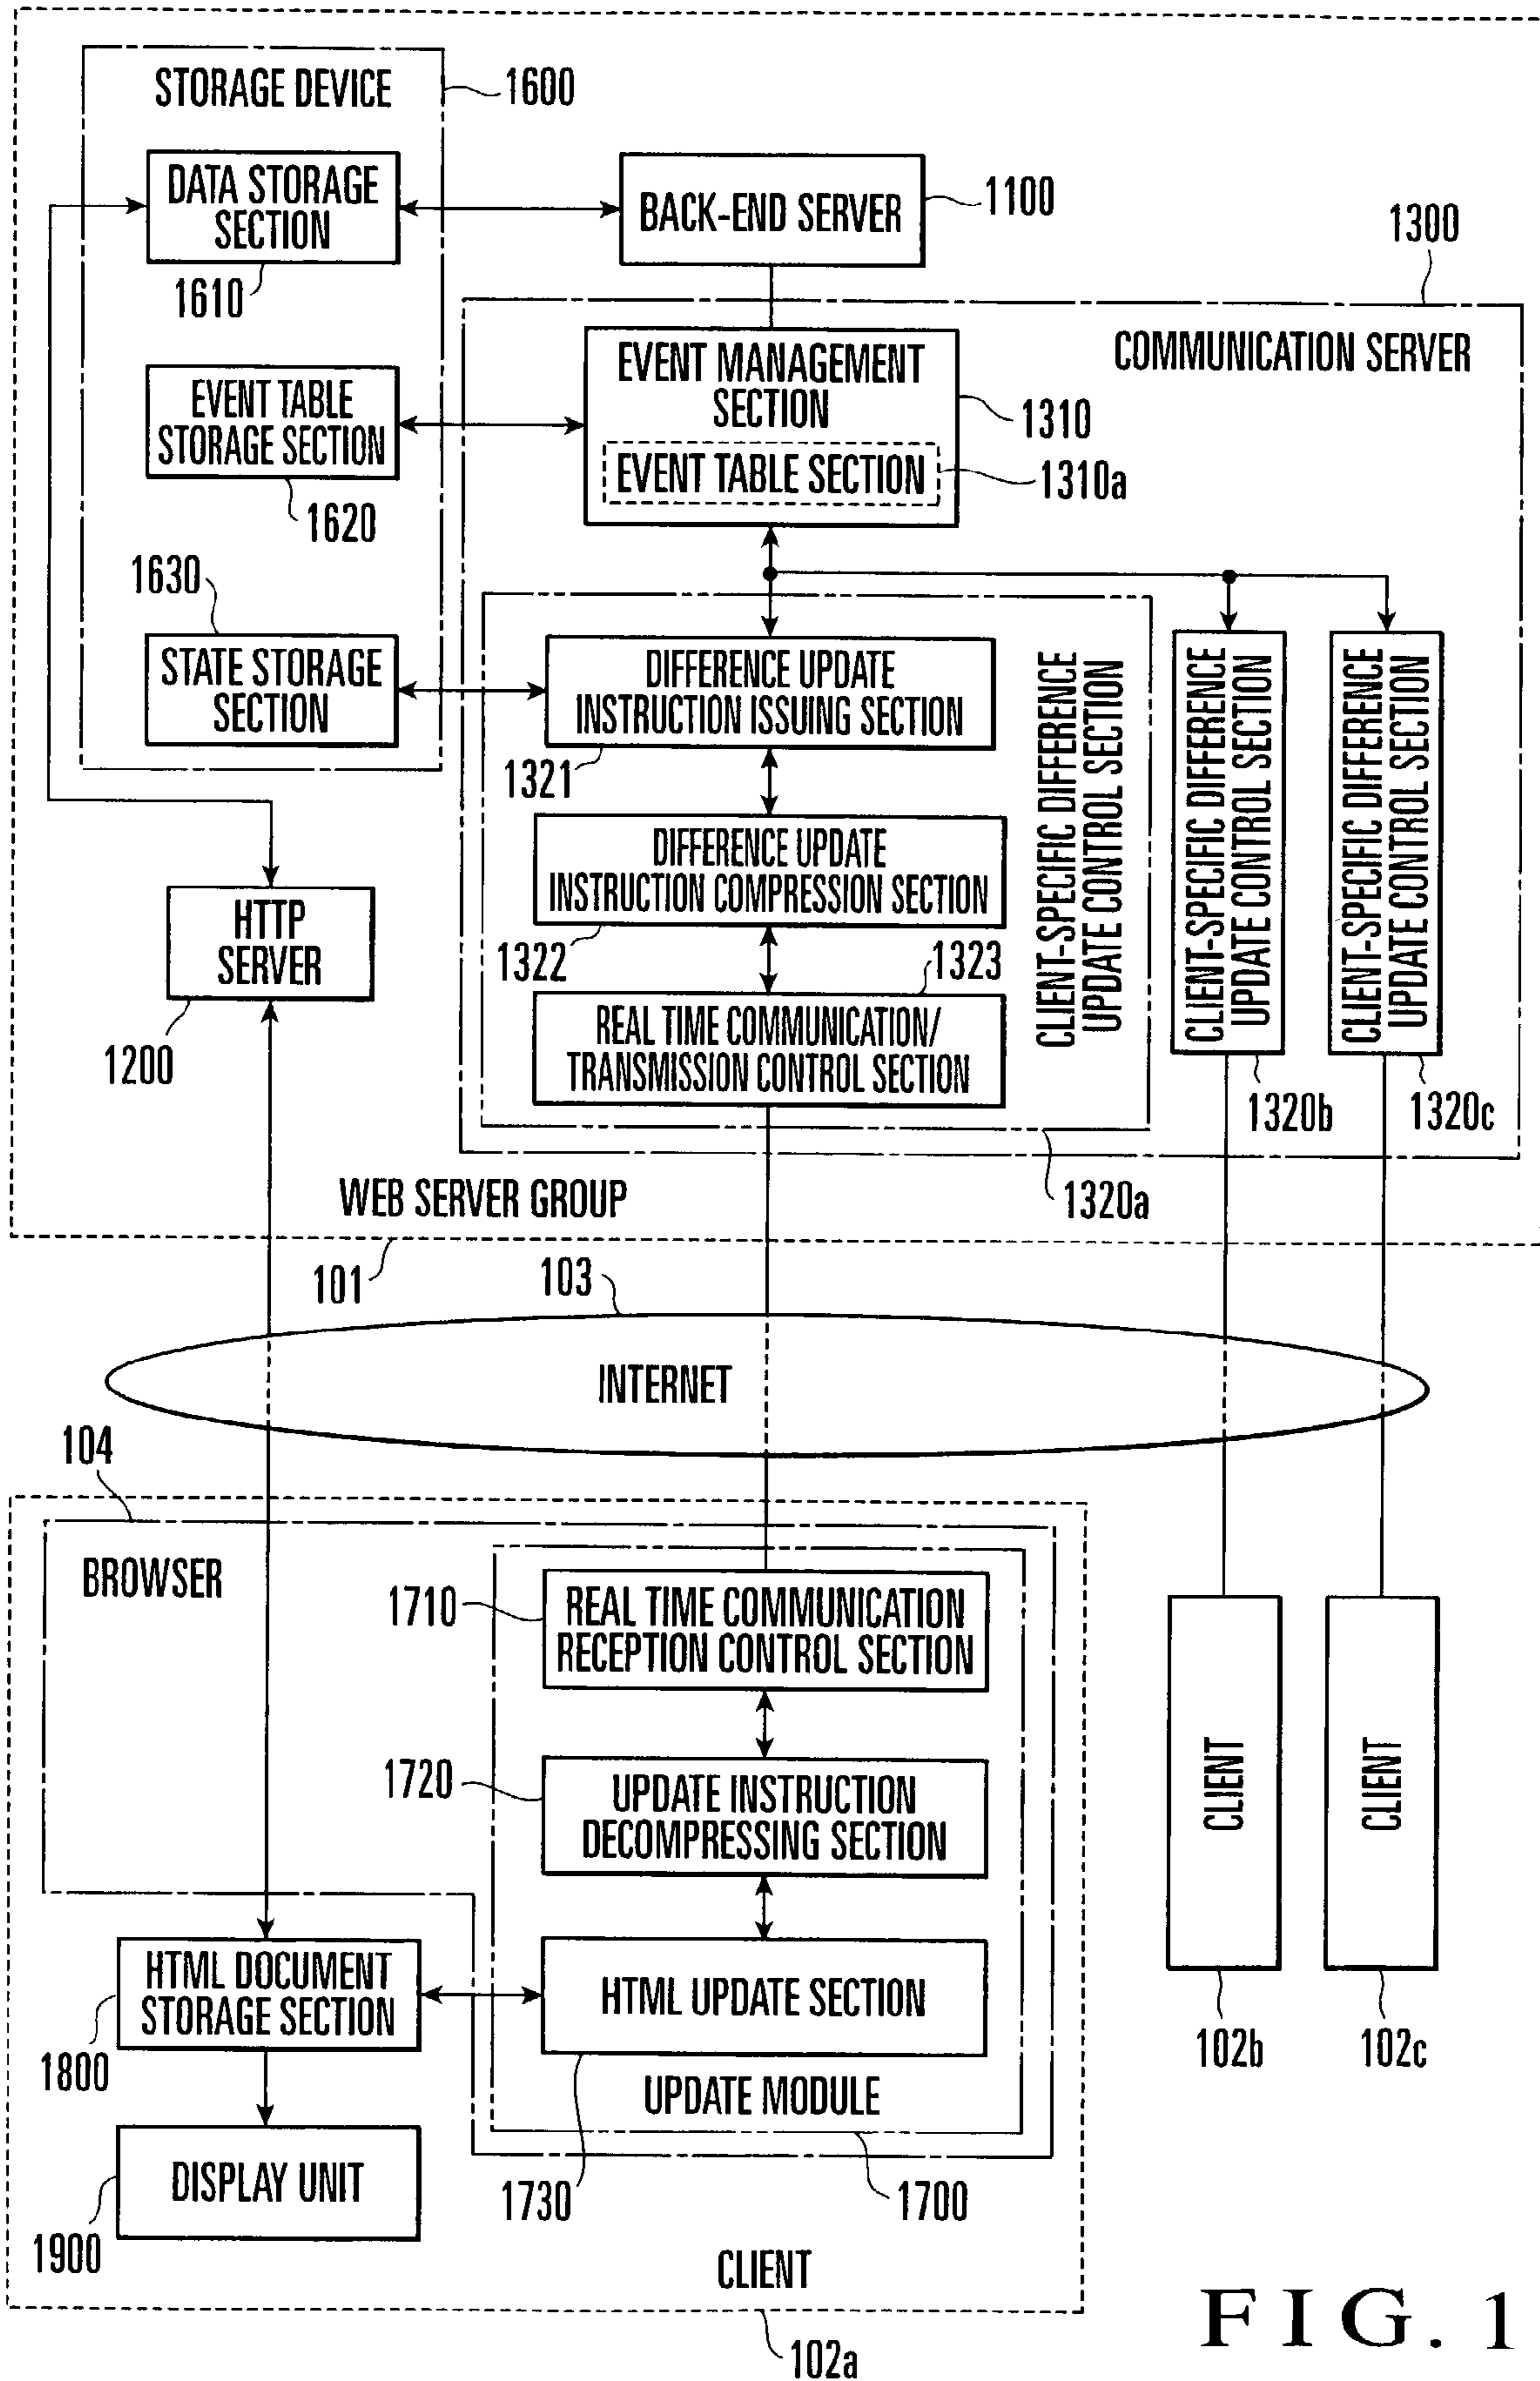 STORAGE DEVICE
1600
DATA STORAGE
SECTION
1610
BACK-END SERVER
1100
1300
COMMUNICATION SERVER
EVENT TABLE
STORAGE SECTION
1620
EVENT MANAGEMENT
SECTION
1310
EVENT TABLE SECTION
1310a
1630
STATE STORAGE
SECTION
DIFFERENCE UPDATE
INSTRUCTION ISSUING SECTION
1321
DIFFERENCE UPDATE
INSTRUCTION COMPRESSION SECTION
1322
1323
REAL TIME COMMUNICATION/
TRANSMISSION CONTROL SECTION
CLIENT-SPECIFIC DIFFERENCE
UPDATE CONTROL SECTION
CLIENT-SPECIFIC DIFFERENCE
UPDATE CONTROL SECTION
CLIENT-SPECIFIC DIFFERENCE
UPDATE CONTROL SECTION
HTTP
SERVER
1200
1320b
1320c
1320a
WEB SERVER GROUP
101
103
INTERNET
104
BROWSER
1710
REAL TIME COMMUNICATION
RECEPTION CONTROL SECTION
1720
UPDATE INSTRUCTION
DECOMPRESSING SECTION
CLIENT
CLIENT
HTML DOCUMENT
STORAGE SECTION
1800
HTML UPDATE SECTION
102b
102c
UPDATE MODULE
DISPLAY UNIT
1900
1730
1700
CLIENT
102a
FIG. 1